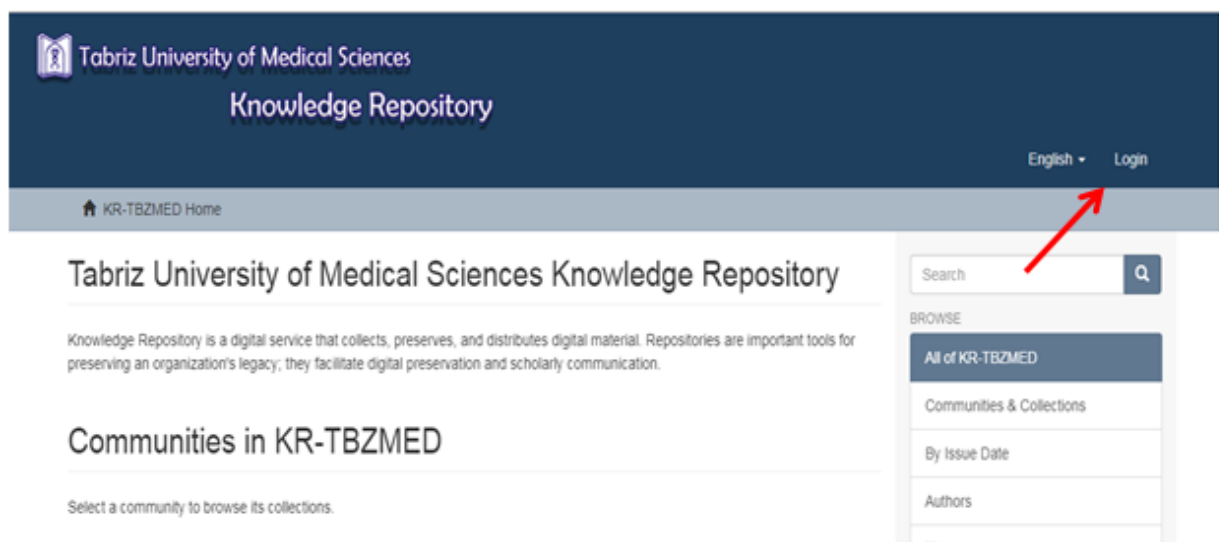 Tabriz University of Medical Sciences
Knowledge Repository
English
Login
KR-TBZMED Home
Tabriz University of Medical Sciences Knowledge Repository
Knowledge Repository is a digital service that collects, preserves, and distributes digital material. Repositories are important tools for
preserving an organization's legacy; they facilitate digital preservation and scholarly communication.
Communities in KR-TBZMED
Select a community to browse its collections.
Search
BROWSE
All of KR-TBZMED
Communities & Collections
By Issue Date
Authors